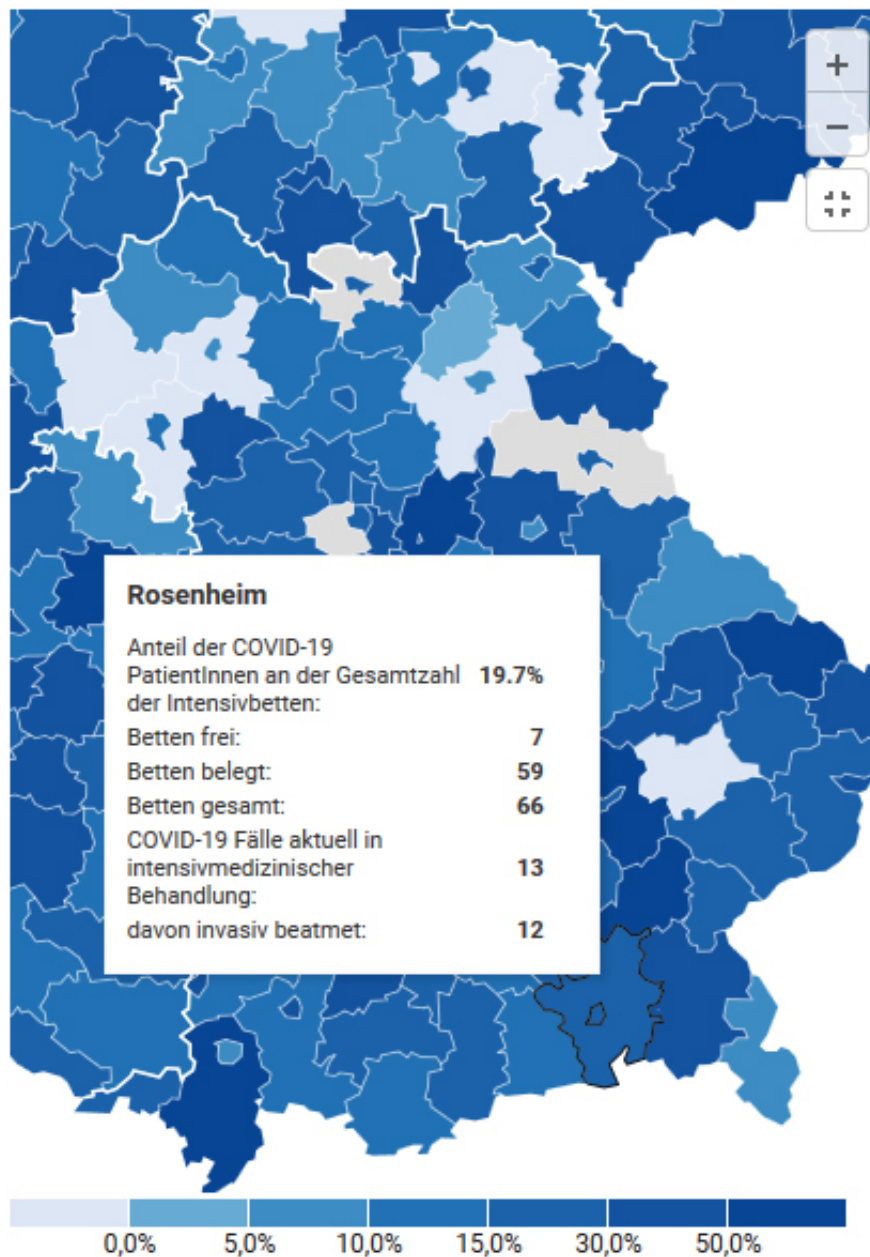 +
−
Rosenheim
Anteil der COVID-19
PatientInnen an der Gesamtzahl 19.7%
der Intensivbetten:
Betten frei: 7
Betten belegt: 59
Betten gesamt: 66
COVID-19 Fälle aktuell in
intensivmedizinischer 13
Behandlung:
davon invasiv beatmet: 12
0,0% 5,0% 10,0% 15,0% 30,0% 50,0%